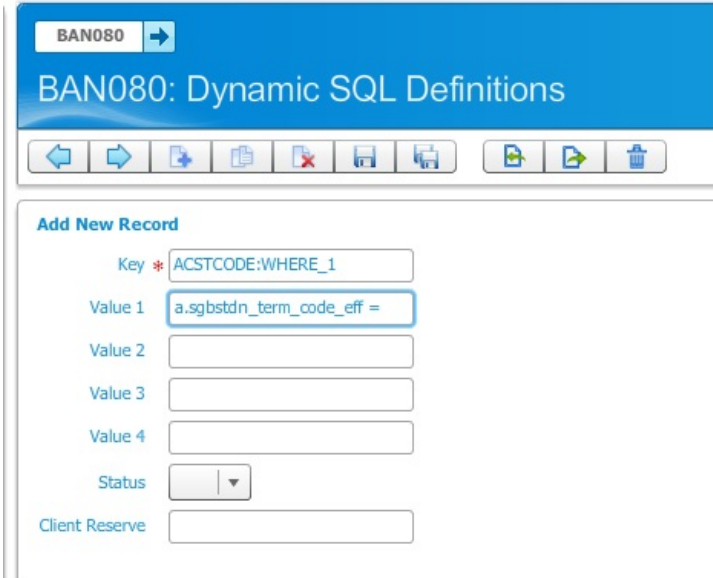 BAN080
BAN080: Dynamic SQL Definitions
Add New Record
Key * ACSTCODE:WHERE_1
Value 1 a.sgbstdn_term_code_eff =
Value 2
Value 3
Value 4
Status
Client Reserve